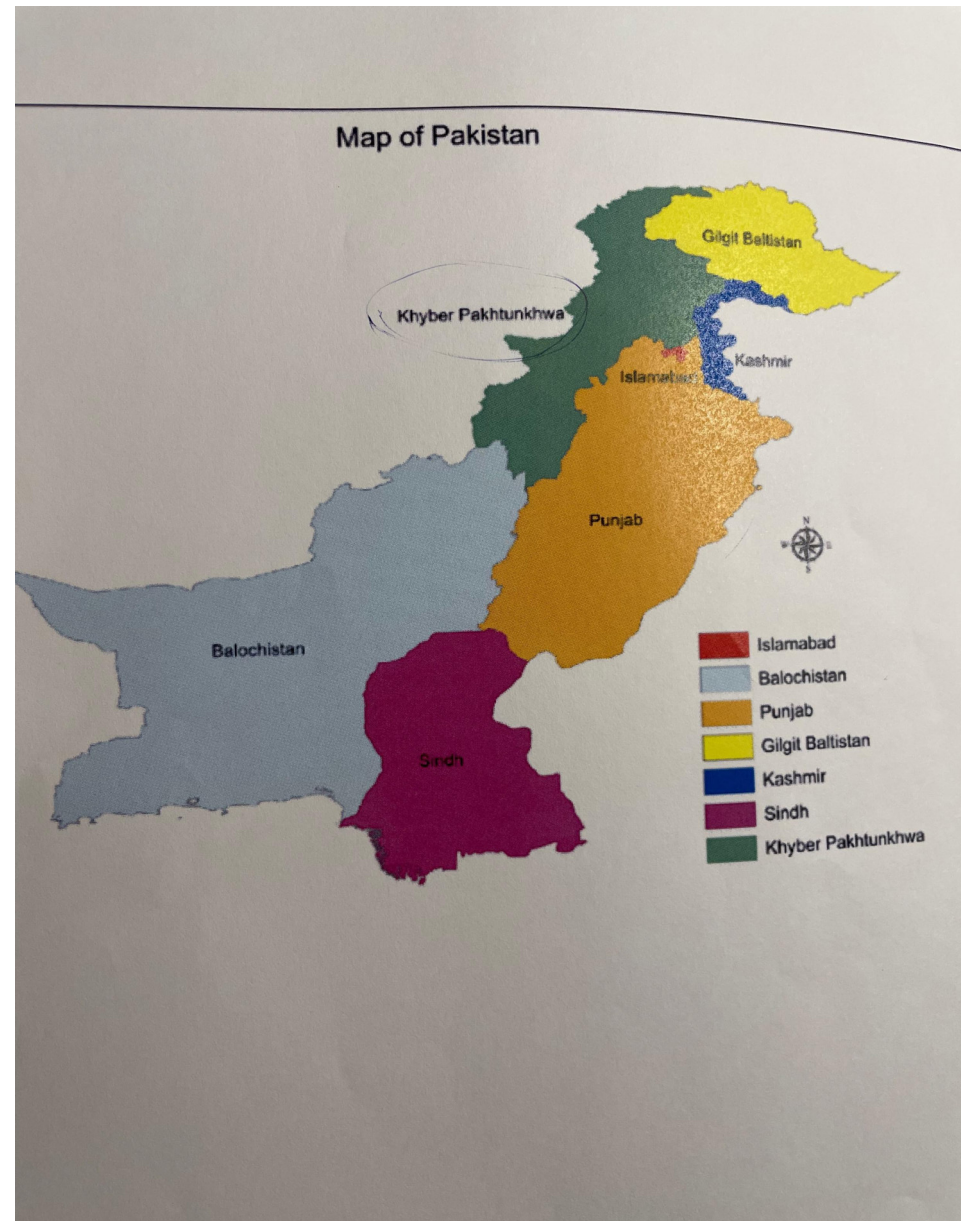 Map of Pakistan
Gilgit Baltistan
Khyber Pakhtunkhwa
Kashmir
Islamabad
Punjab
N
W E
S
Balochistan
Sindh
Islamabad
Balochistan
Punjab
Gilgit Baltistan
Kashmir
Sindh
Khyber Pakhtunkhwa